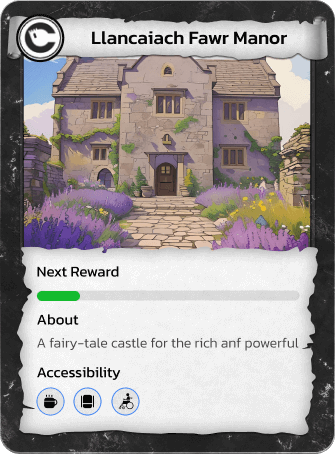 Llancaiach Fawr Manor
Next Reward
About
A fairy-tale castle for the rich anf powerful
Accessibility